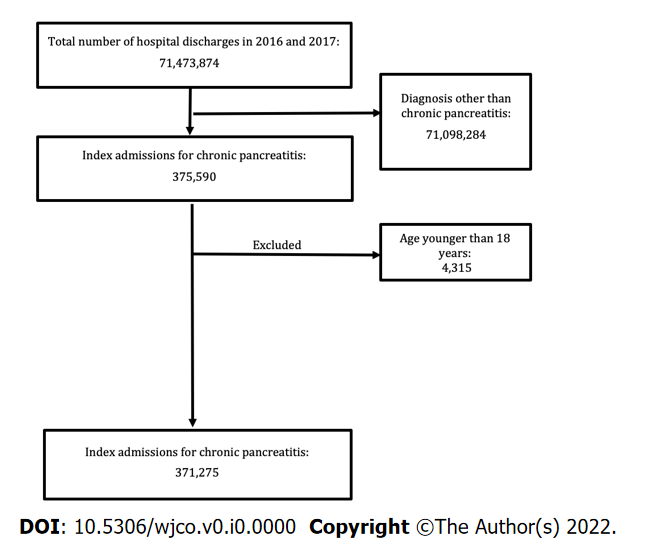 Total number of hospital discharges in 2016 and 2017:
71,473,874
Diagnosis other than
chronic pancreatitis:
71,098,284
Index admissions for chronic pancreatitis:
375,590
Excluded
Age younger than 18
years:
4,315
Index admissions for chronic pancreatitis:
371,275
DOI: 10.5306/wjco.v0.i0.0000 Copyright ©The Author(s) 2022.